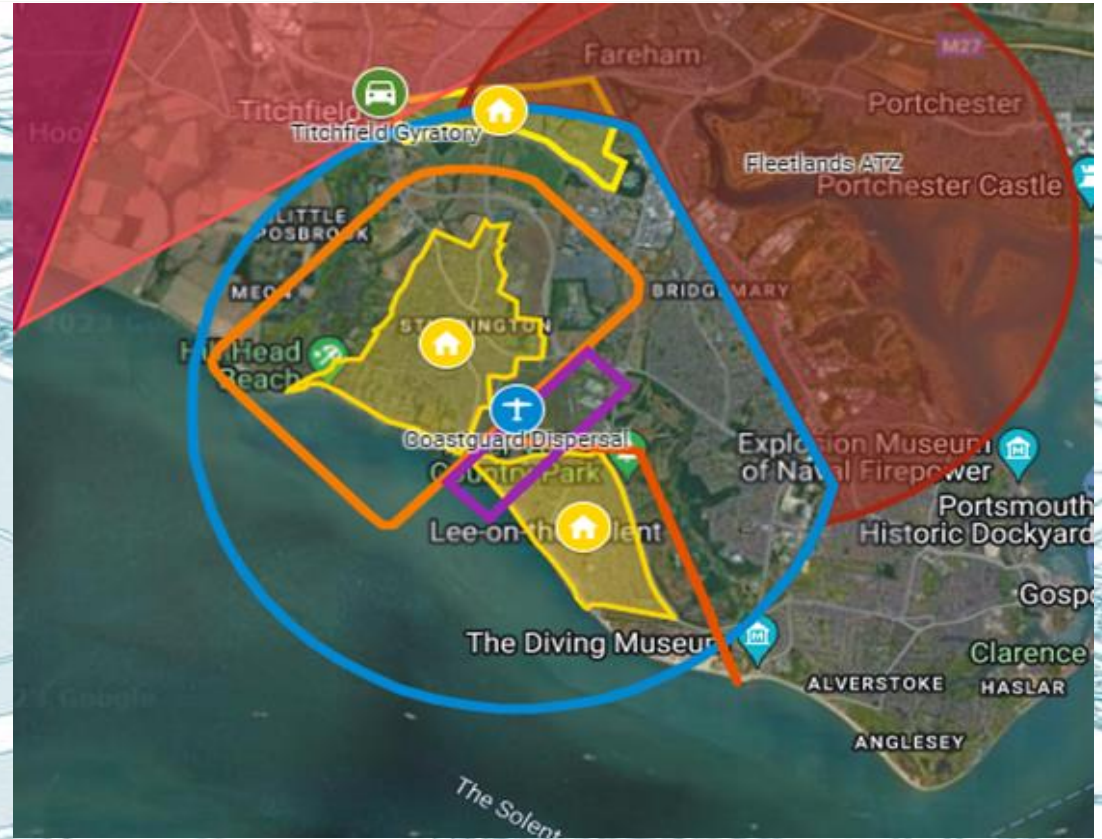 Fareham
M27
Titchfield
Titchfield Gyratory
Portchester
Hook
Fleetlands ATZ
Portchester Castle
LITTLE
POSBROOK
MEON
BRIDGEMARY
STUBBINGTON
Hill Head
Beach
Coastguard Dispersal
Country Park
Explosion Museum
of Naval Firepower
Portsmouth
Historic Dockyard
Lee-on-the-Solent
Gosp
The Diving Museum
Clarence
ALVERSTOKE
HASLAR
ANGLESEY
The Solent